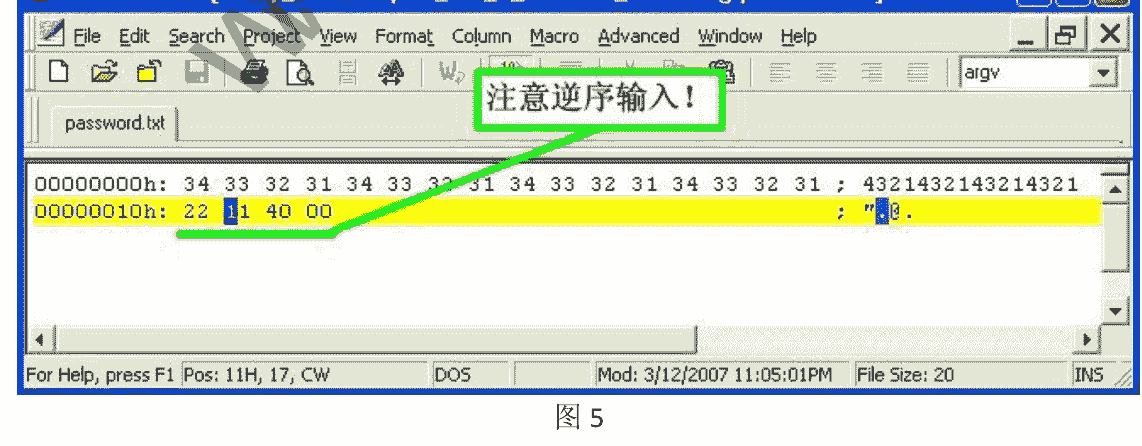 File Edit Search Project View Format Column Macro Advanced Window Help
argv
注意逆序输入!
password.txt
00000000h: 34 33 32 31 34 33 32 31 34 33 32 31 34 33 32 31 ; 4321432143214321
00000010h: 22 11 40 00 ; ".@.
For Help, press F1 Pos: 11H, 17, CW DOS Mod: 3/12/2007 11:05:01PM File Size: 20 INS
图 5